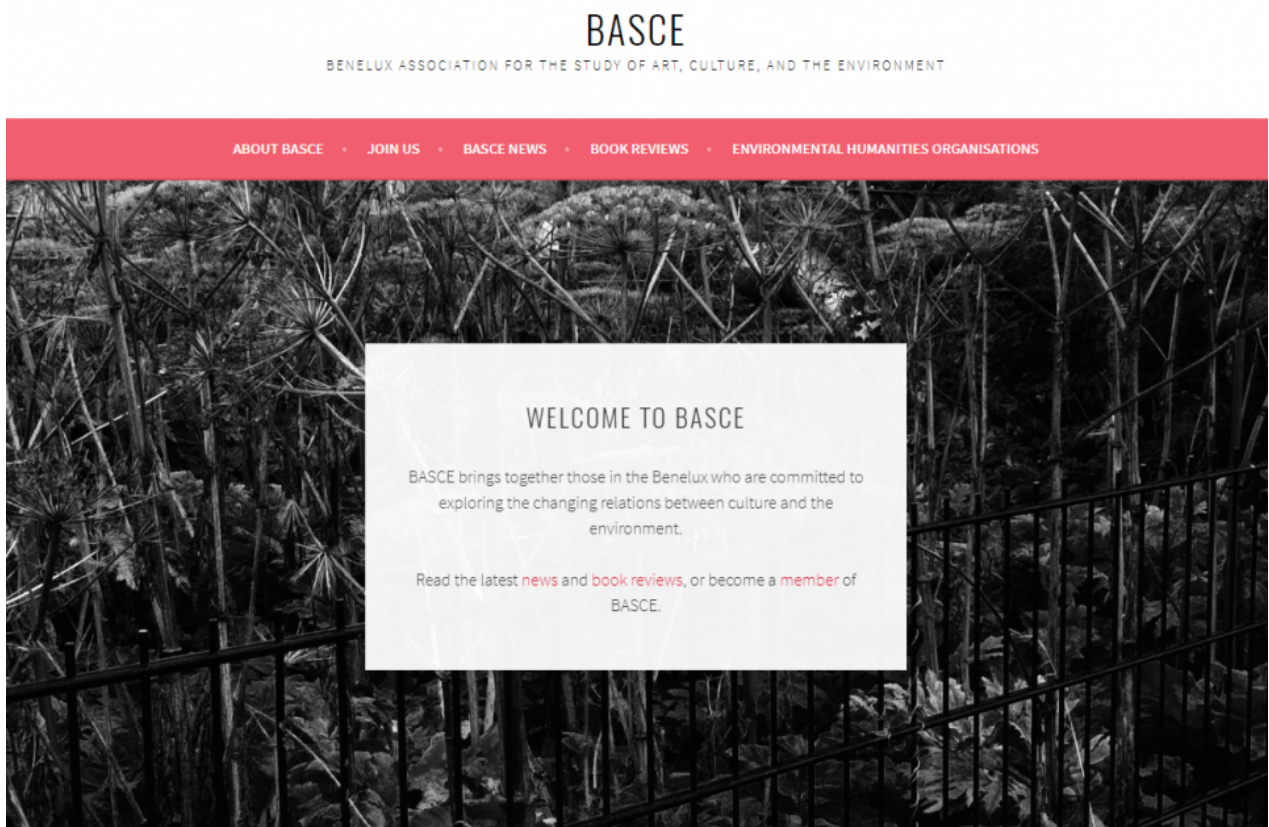 BASCE
BENELUX ASSOCIATION FOR THE STUDY OF ART, CULTURE, AND THE ENVIRONMENT
ABOUT BASCE • JOIN US • BASCE NEWS • BOOK REVIEWS • ENVIRONMENTAL HUMANITIES ORGANISATIONS
WELCOME TO BASCE
BASCE brings together those in the Benelux who are committed to
exploring the changing relations between culture and the
environment.
Read the latest news and book reviews, or become a member of
BASCE.